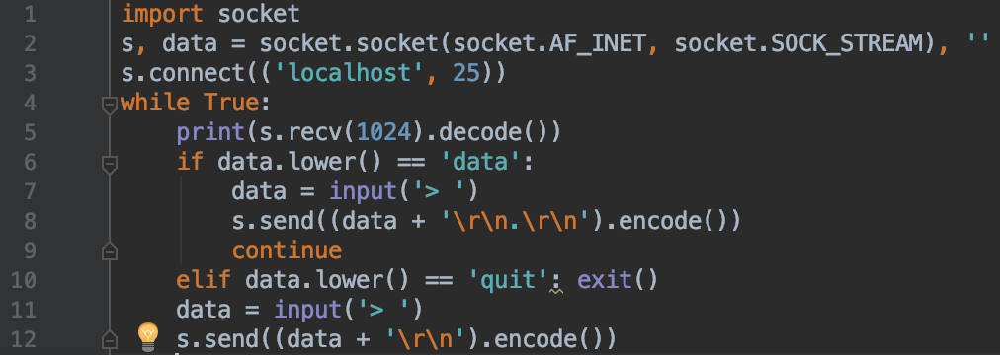 1 import socket
2 s, data = socket.socket(socket.AF_INET, socket.SOCK_STREAM), ''
3 s.connect(('localhost', 25))
4 while True:
5     print(s.recv(1024).decode())
6     if data.lower() == 'data':
7         data = input('> ')
8         s.send((data + '\r\n.\r\n').encode())
9         continue
10     elif data.lower() == 'quit': exit()
11     data = input('> ')
12     s.send((data + '\r\n').encode())